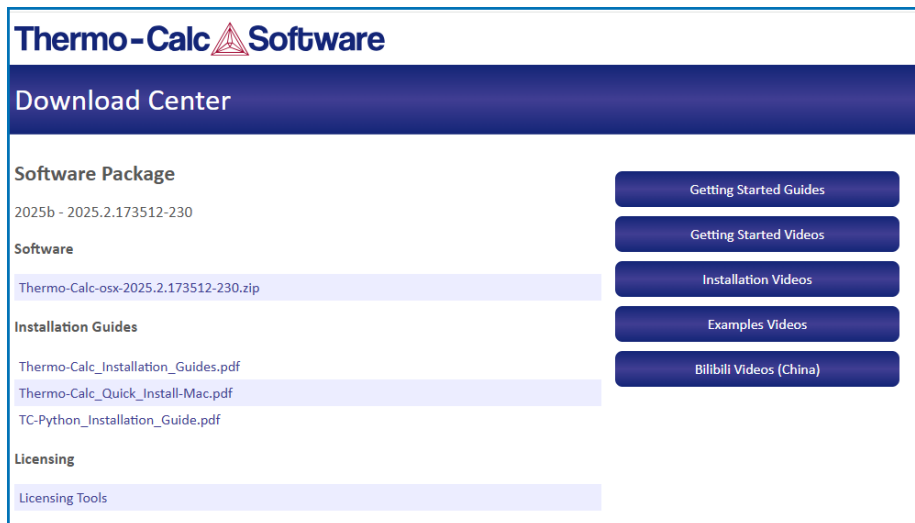 Thermo-Calc Software
Download Center
Software Package
2025b - 2025.2.173512-230
Software
Thermo-Calc-osx-2025.2.173512-230.zip
Installation Guides
Thermo-Calc_Installation_Guides.pdf
Thermo-Calc_Quick_Install-Mac.pdf
TC-Python_Installation_Guide.pdf
Licensing
Licensing Tools
Getting Started Guides
Getting Started Videos
Installation Videos
Examples Videos
Bilibili Videos (China)